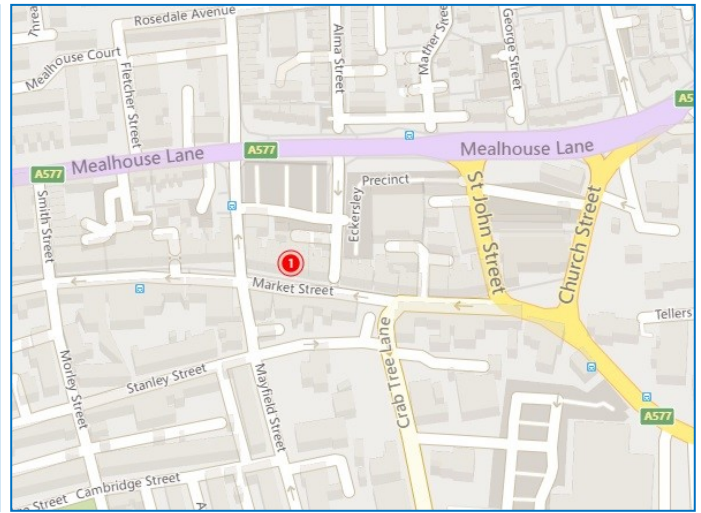 Three
Rosedale Avenue
Mealhouse Court
Fletcher Street
Alma Street
Mather Stree
George Street
A5
Mealhouse Lane
A577
Mealhouse Lane
A577
Smith Street
Precinct
Eckersley
St John Street
Church Street
1
Market Street
Tellers
Crab Tree Lane
Stanley Street
Morley Street
Mayfield Street
A577
Cambridge Street
Street
A